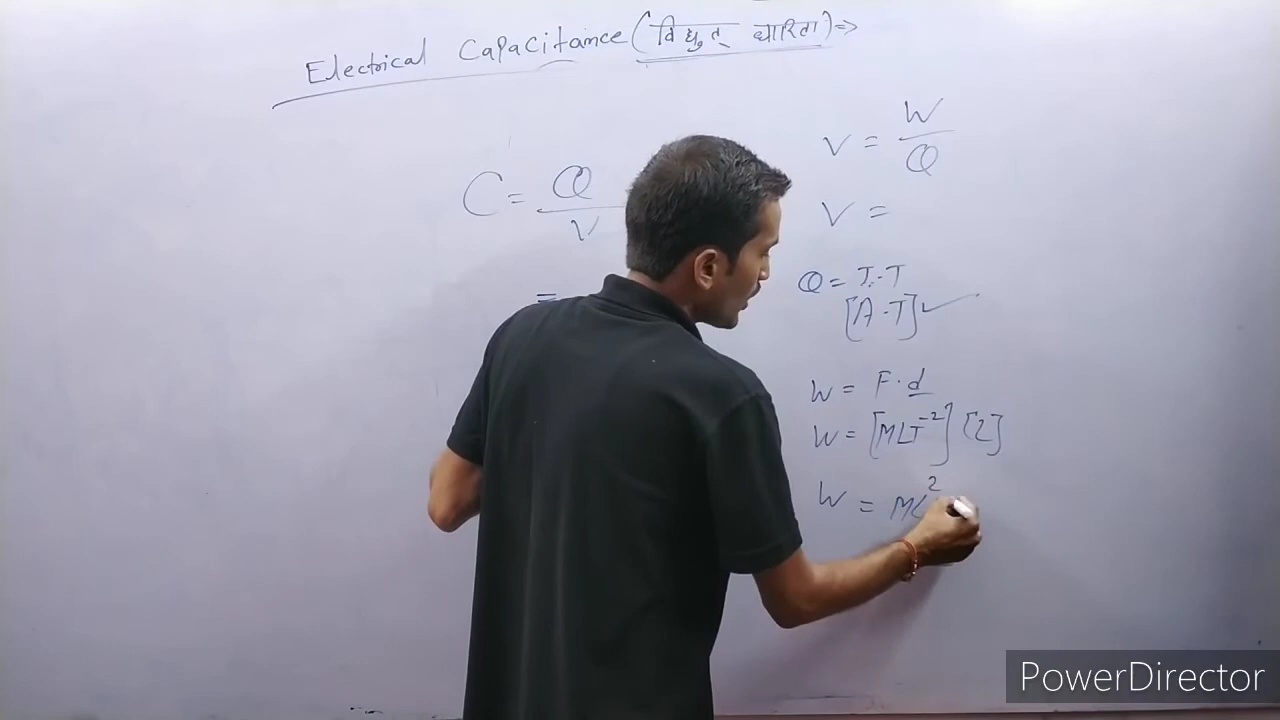 Electrical Capacitance (विद्युत् धारिता) ⇒
C = Q/V
=
V = W/Q
V =
Q = I·T
[A·T] ✓
W = F·d
W = [MLT⁻²] [L]
W = ML²
PowerDirector